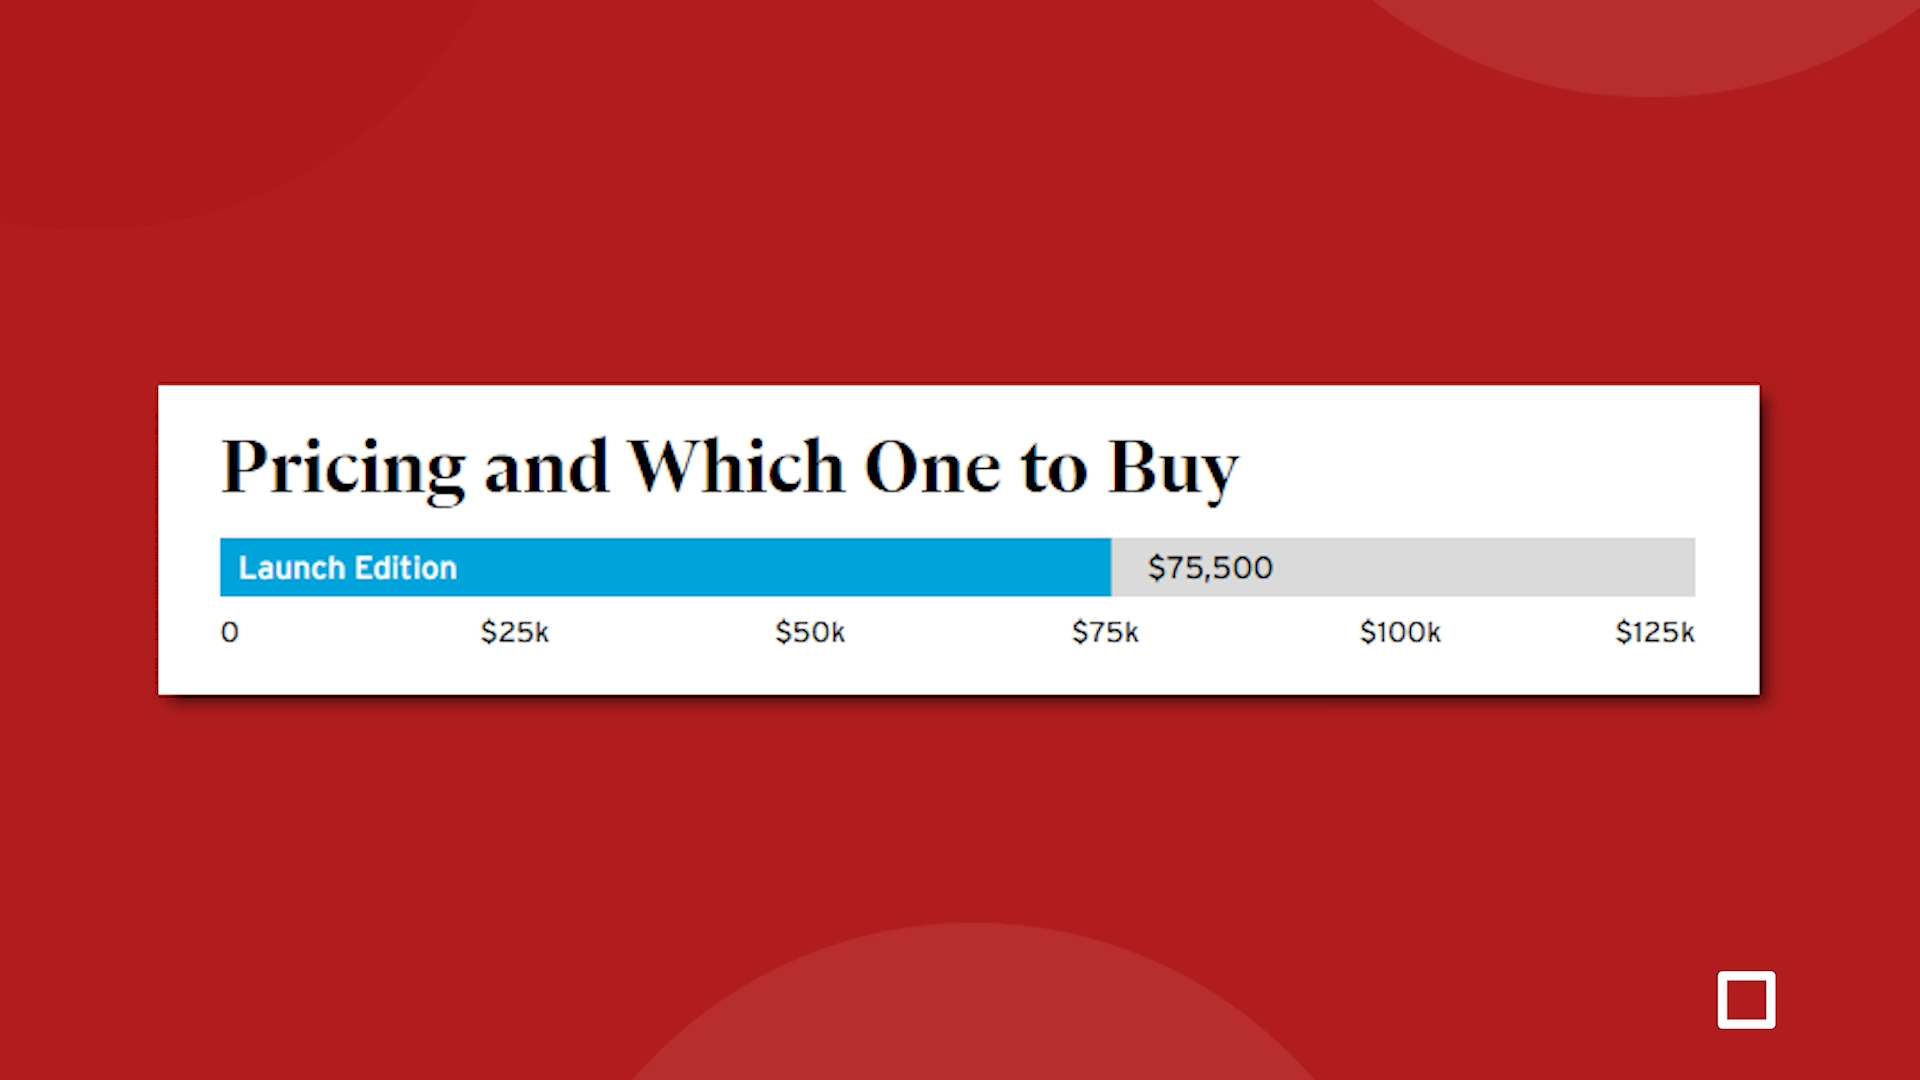 Pricing and Which One to Buy
Launch Edition $75,500
0 $25k $50k $75k $100k $125k